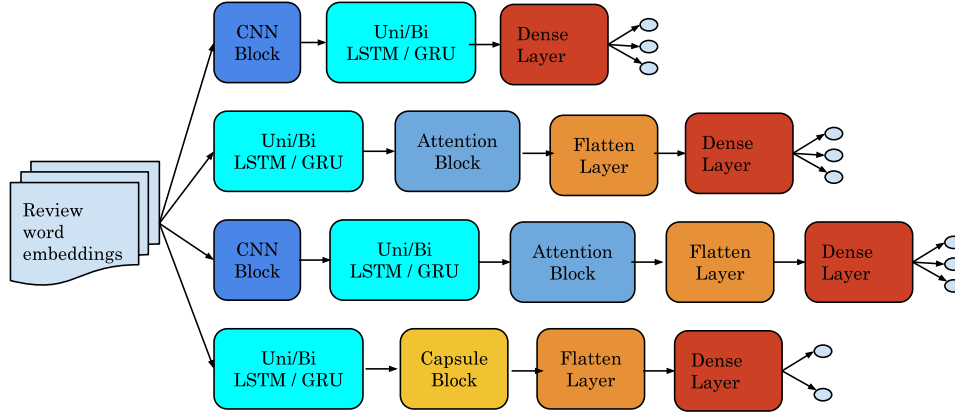 Review
word
embeddings
CNN
Block
Uni/Bi
LSTM / GRU
Dense
Layer
Uni/Bi
LSTM / GRU
Attention
Block
Flatten
Layer
Dense
Layer
CNN
Block
Uni/Bi
LSTM / GRU
Attention
Block
Flatten
Layer
Dense
Layer
Uni/Bi
LSTM / GRU
Capsule
Block
Flatten
Layer
Dense
Layer